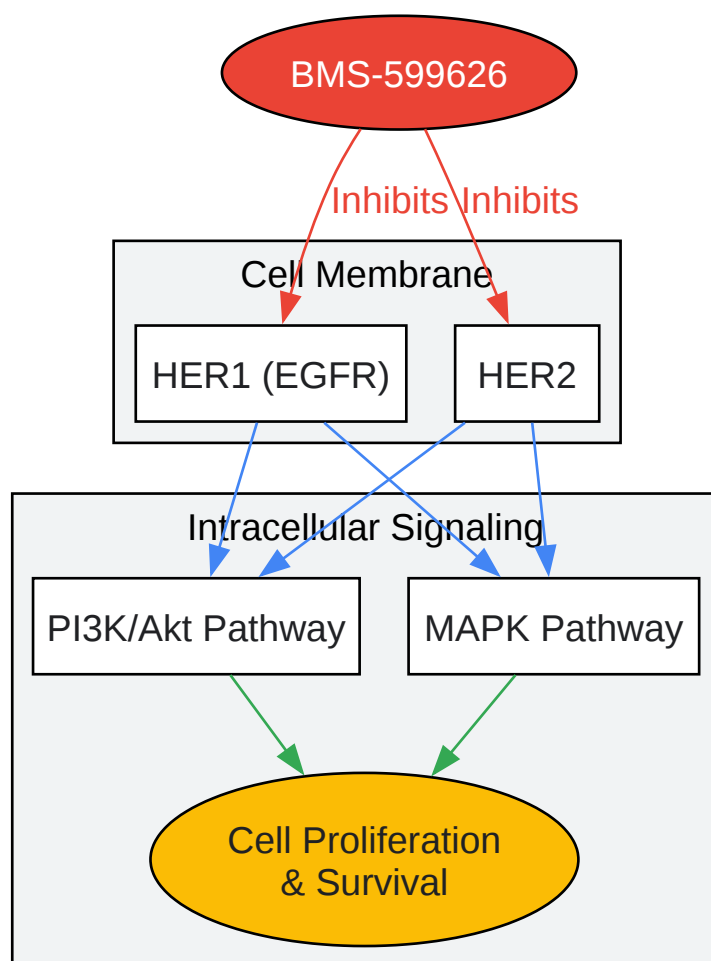 BMS-599626
Inhibits Inhibits
Cell Membrane
HER1 (EGFR) HER2
Intracellular Signaling
PI3K/Akt Pathway MAPK Pathway
Cell Proliferation
& Survival